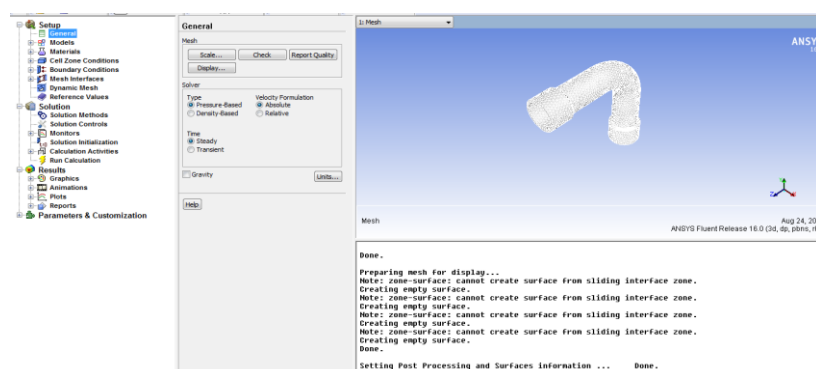 Setup
General
Models
Materials
Cell Zone Conditions
Boundary Conditions
Mesh Interfaces
Dynamic Mesh
Reference Values
Solution
Solution Methods
Solution Controls
Monitors
Solution Initialization
Calculation Activities
Run Calculation
Results
Graphics
Animations
Plots
Reports
Parameters & Customization
General
Mesh
Scale... Check Report Quality
Display...
Solver
Type Velocity Formulation
Pressure-Based Absolute
Density-Based Relative
Time
Steady
Transient
Gravity Units...
Help
1: Mesh
ANSY
Mesh Aug 24, 20
ANSYS Fluent Release 16.0 (3d, dp, pbns, r
Done.
Preparing mesh for display...
Note: zone-surface: cannot create surface from sliding interface zone.
Creating empty surface.
Note: zone-surface: cannot create surface from sliding interface zone.
Creating empty surface.
Note: zone-surface: cannot create surface from sliding interface zone.
Creating empty surface.
Note: zone-surface: cannot create surface from sliding interface zone.
Creating empty surface.
Done.
Setting Post Processing and Surfaces information ... Done.